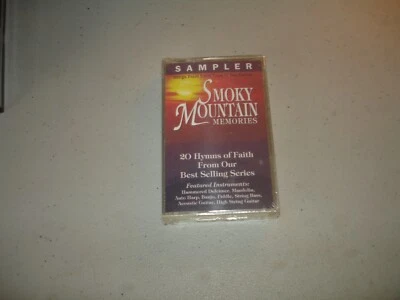 SAMPLER
SMOKY
MOUNTAIN
MEMORIES
20 Hymns of Faith
From Our
Best Selling Series
Featured Instruments:
Hammered Dulcimer, Mandolin,
Auto Harp, Banjo, Fiddle, String Bass,
Acoustic Guitar, High String Guitar